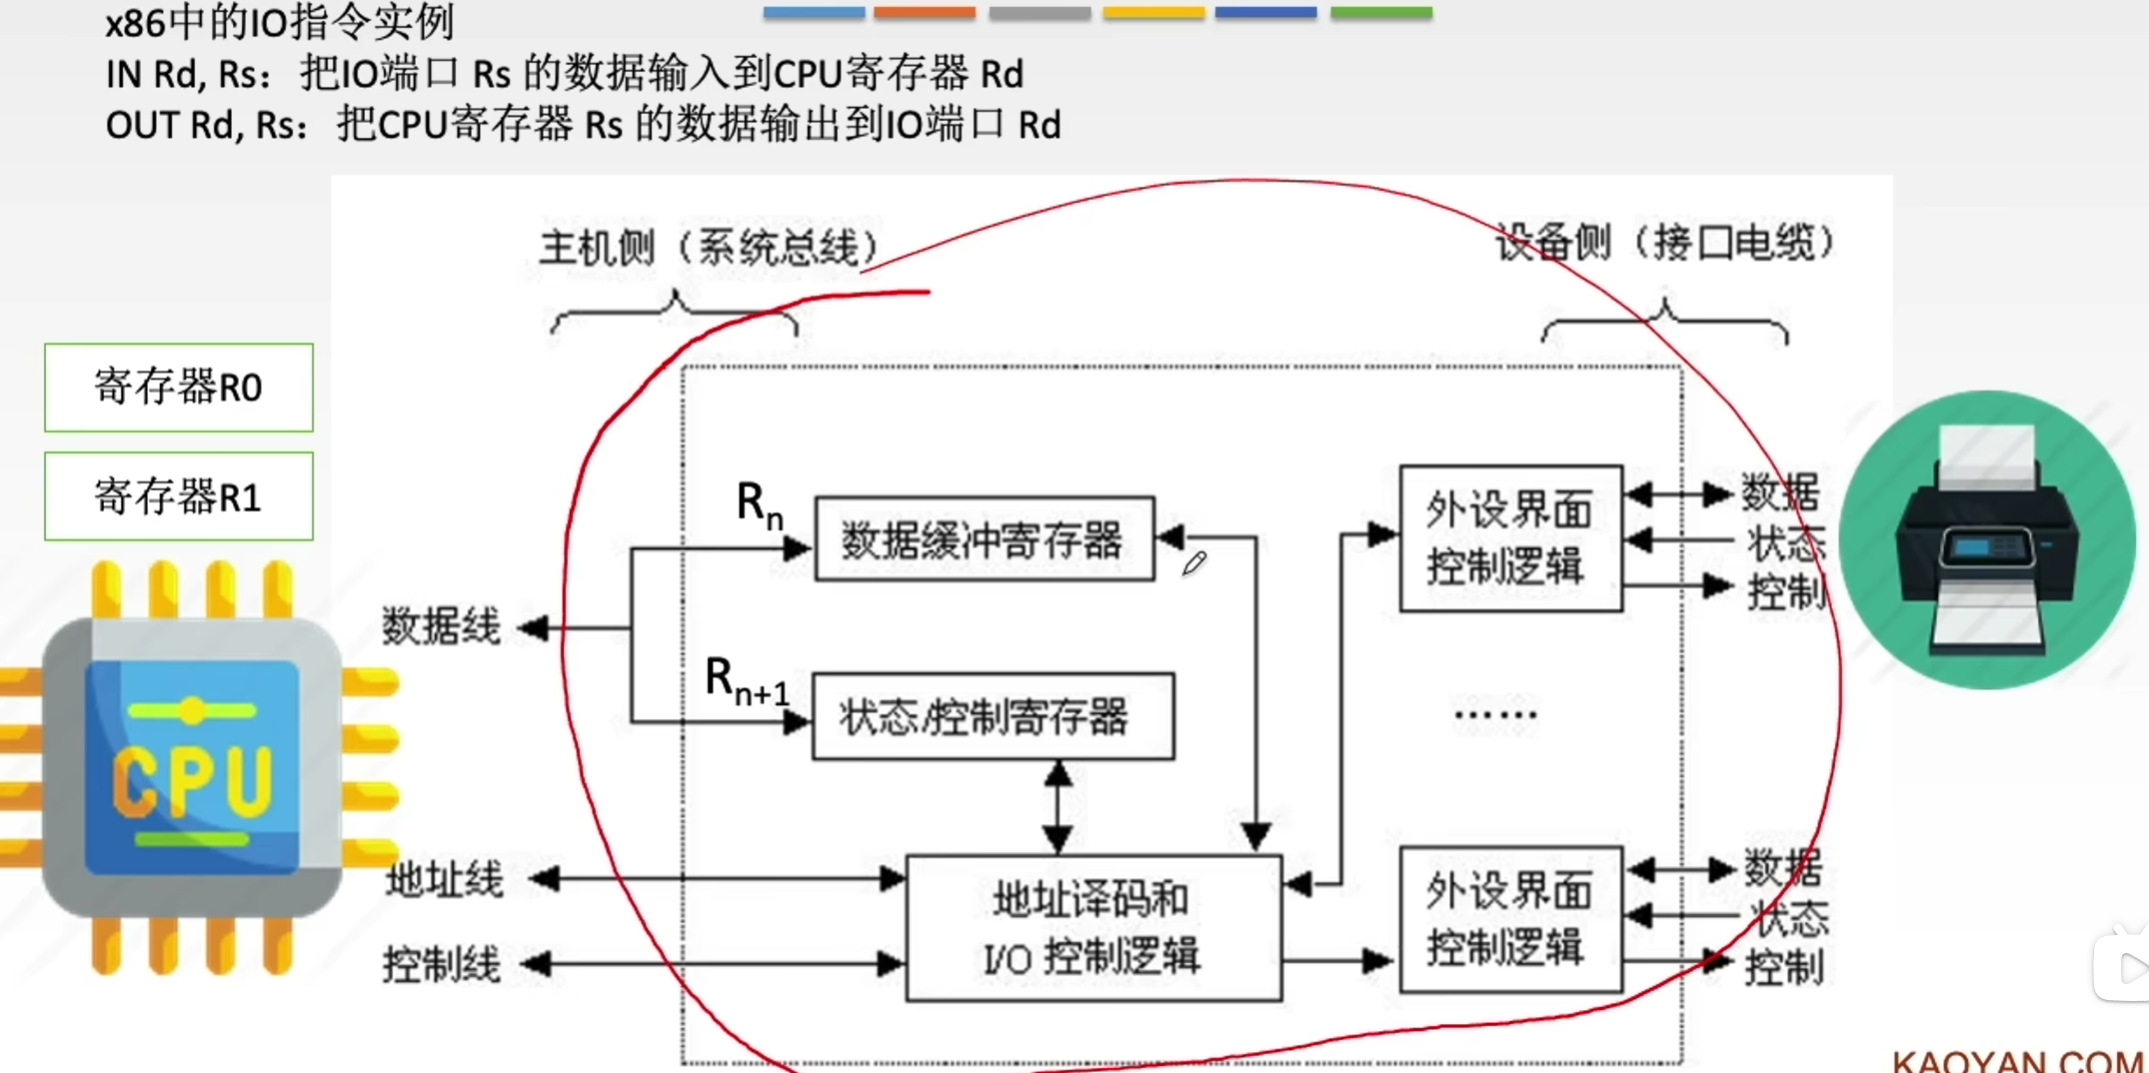 x86中的IO指令实例
IN Rd, Rs：把IO端口 Rs 的数据输入到CPU寄存器 Rd
OUT Rd, Rs：把CPU寄存器 Rs 的数据输出到IO端口 Rd
主机侧（系统总线）
设备侧（接口电缆）
寄存器R0
寄存器R1
Rn
数据缓冲寄存器
外设界面
控制逻辑
数据
状态
控制
数据线
Rn+1
状态/控制寄存器
……
CPU
地址线
控制线
地址译码和
I/O 控制逻辑
外设界面
控制逻辑
数据
状态
控制
KAOYAN.COM